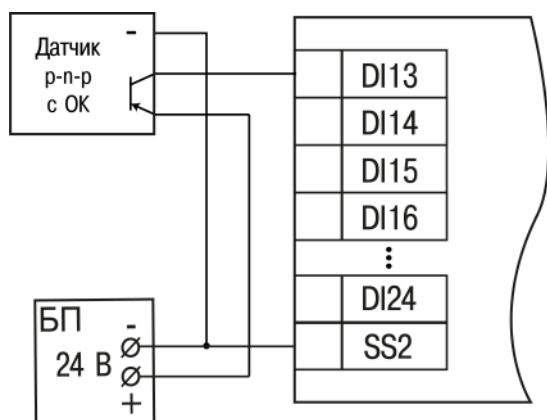 Датчик
p-n-p
с ОК
-
DI13
DI14
DI15
DI16
⋮
DI24
SS2
БП
-
24 В
+